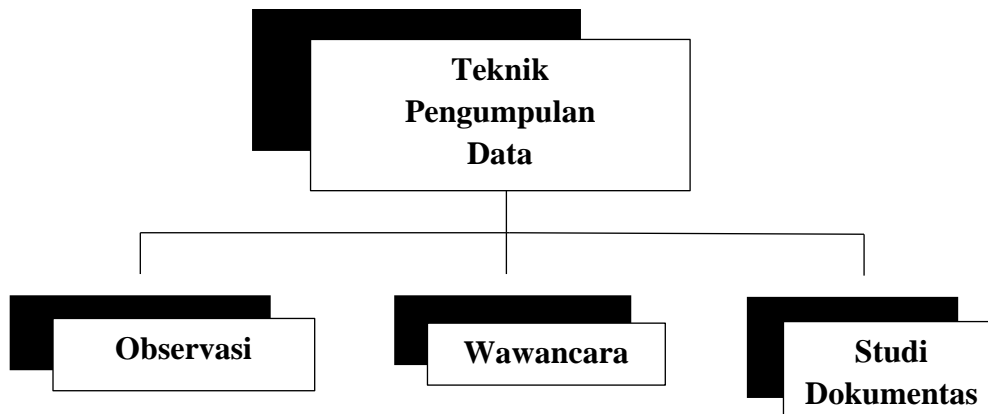 Teknik
Pengumpulan
Data
Observasi
Wawancara
Studi
Dokumentas